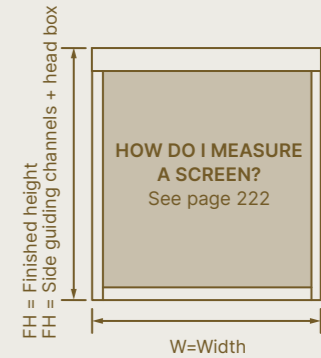 FH = Finished height
FH = Side guiding channels + head box
HOW DO I MEASURE
A SCREEN?
See page 222
W=Width